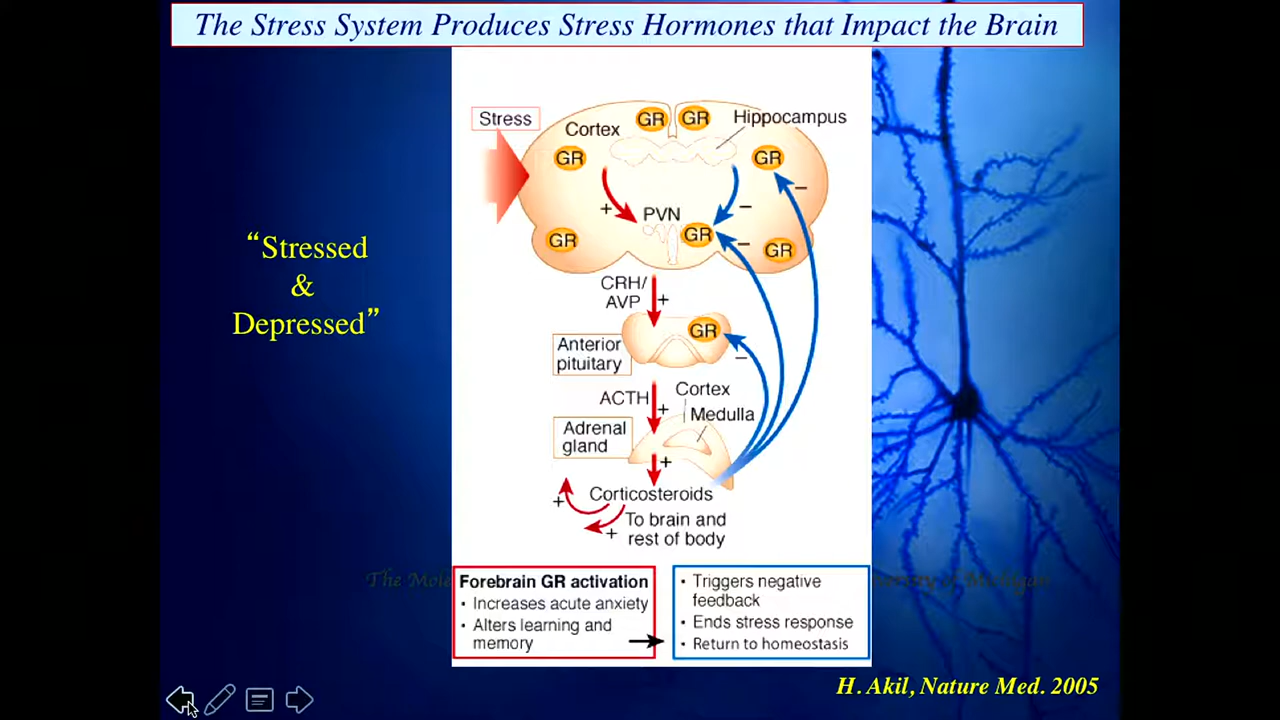 The Stress System Produces Stress Hormones that Impact the Brain
Stress
Cortex
GR
GR
Hippocampus
GR
GR
+
−
−
PVN
GR
−
GR
GR
CRH/
AVP
+
GR
Anterior
pituitary
−
ACTH
+
Cortex
Medulla
Adrenal
gland
+
Corticosteroids
+
+
To brain and
rest of body
“Stressed
&
Depressed”
Forebrain GR activation
• Increases acute anxiety
• Alters learning and
memory
• Triggers negative
feedback
• Ends stress response
• Return to homeostasis
The of Michigan
H. Akil, Nature Med. 2005